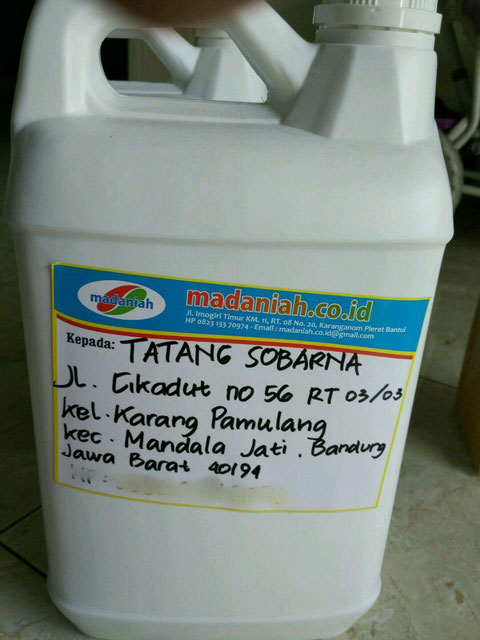 madaniah
madaniah.co.id
Jl. Imogiri Timur KM. 11, RT. 08 No. 20, Karanganom Pleret Bantul
HP 0823 133 70974 - Email : madaniah.co.id@gmail.com
Kepada: TATANG SOBARNA
Jl. Cikadut no 56 RT 03/03
kel. Karang Pamulang
kec. Mandala Jati. Bandung
Jawa Barat 40194